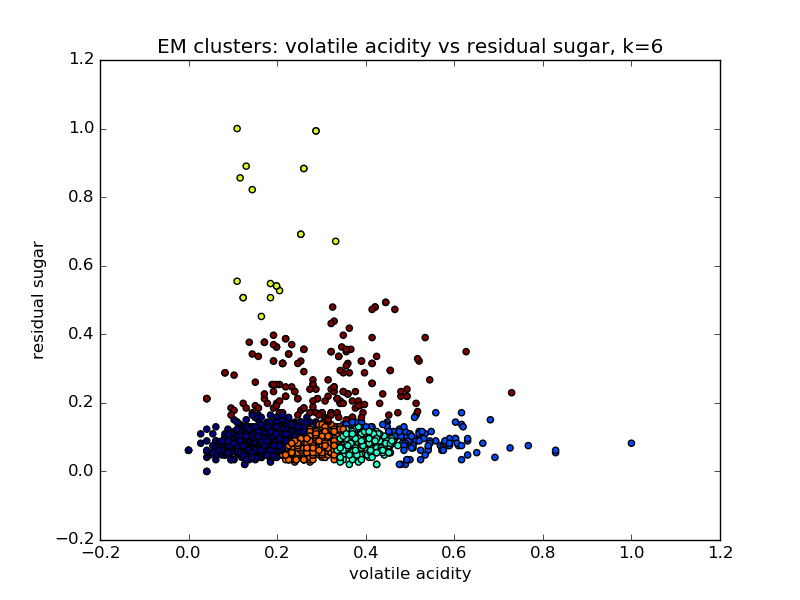 EM clusters: volatile acidity vs residual sugar, k=6
1.2
1.0
0.8
0.6
0.4
0.2
0.0
−0.2
residual sugar
−0.2 0.0 0.2 0.4 0.6 0.8 1.0 1.2
volatile acidity